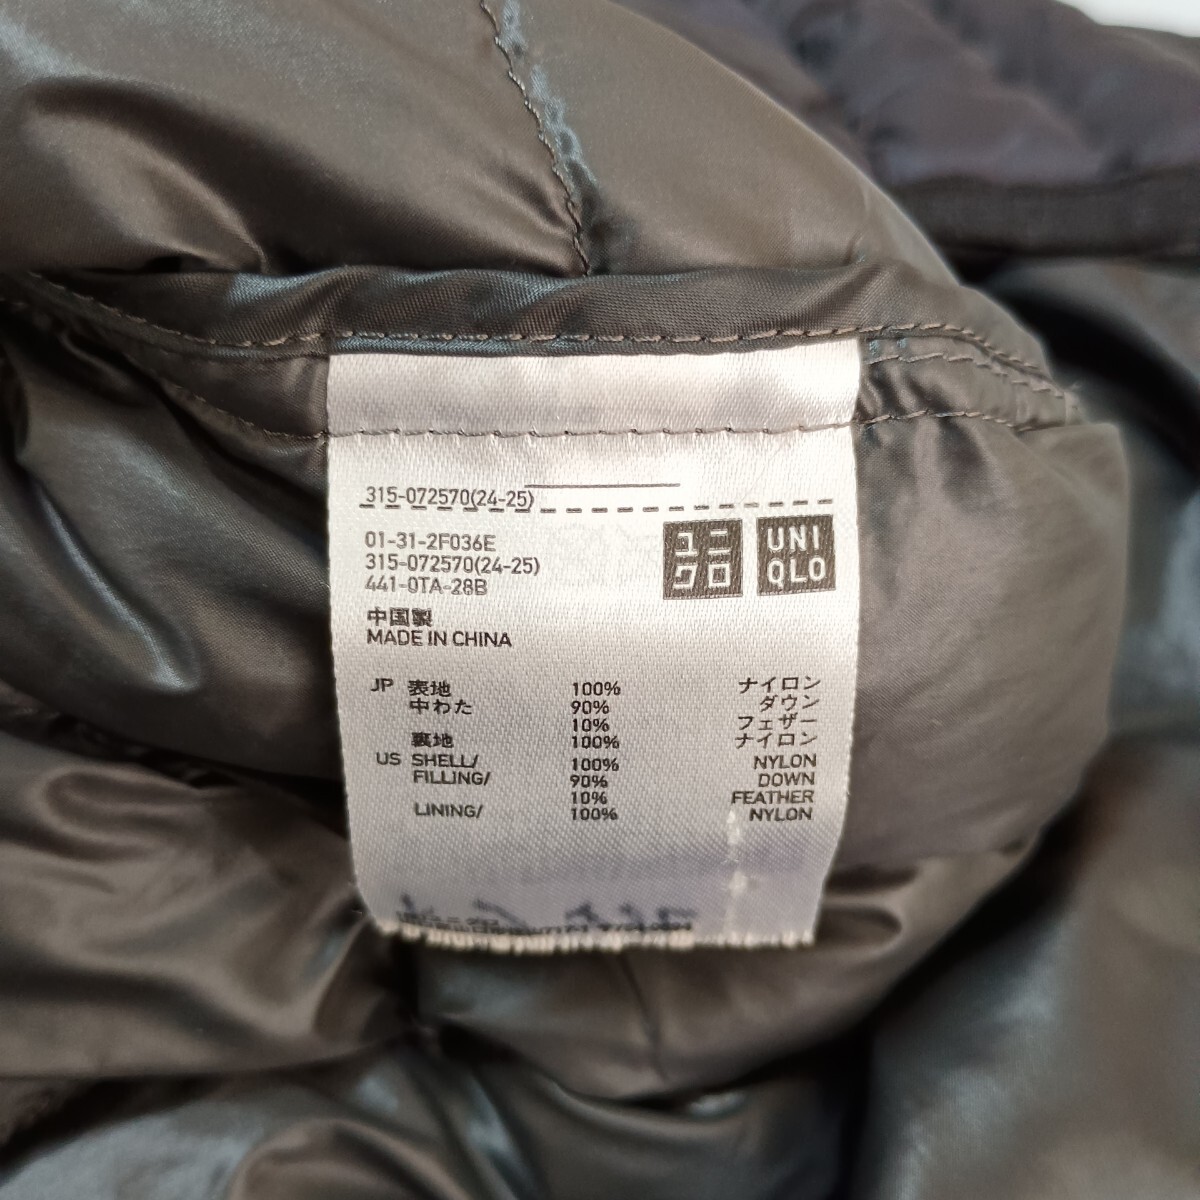 315-072570(24-25)
01-31-2F036E
315-072570(24-25)
441-0TA-28B
ユニ
クロ
UNI
QLO
中国製
MADE IN CHINA
JP 表地 100% ナイロン
中わた 90% ダウン
10% フェザー
裏地 100% ナイロン
US SHELL/ 100% NYLON
FILLING/ 90% DOWN
10% FEATHER
LINING/ 100% NYLON